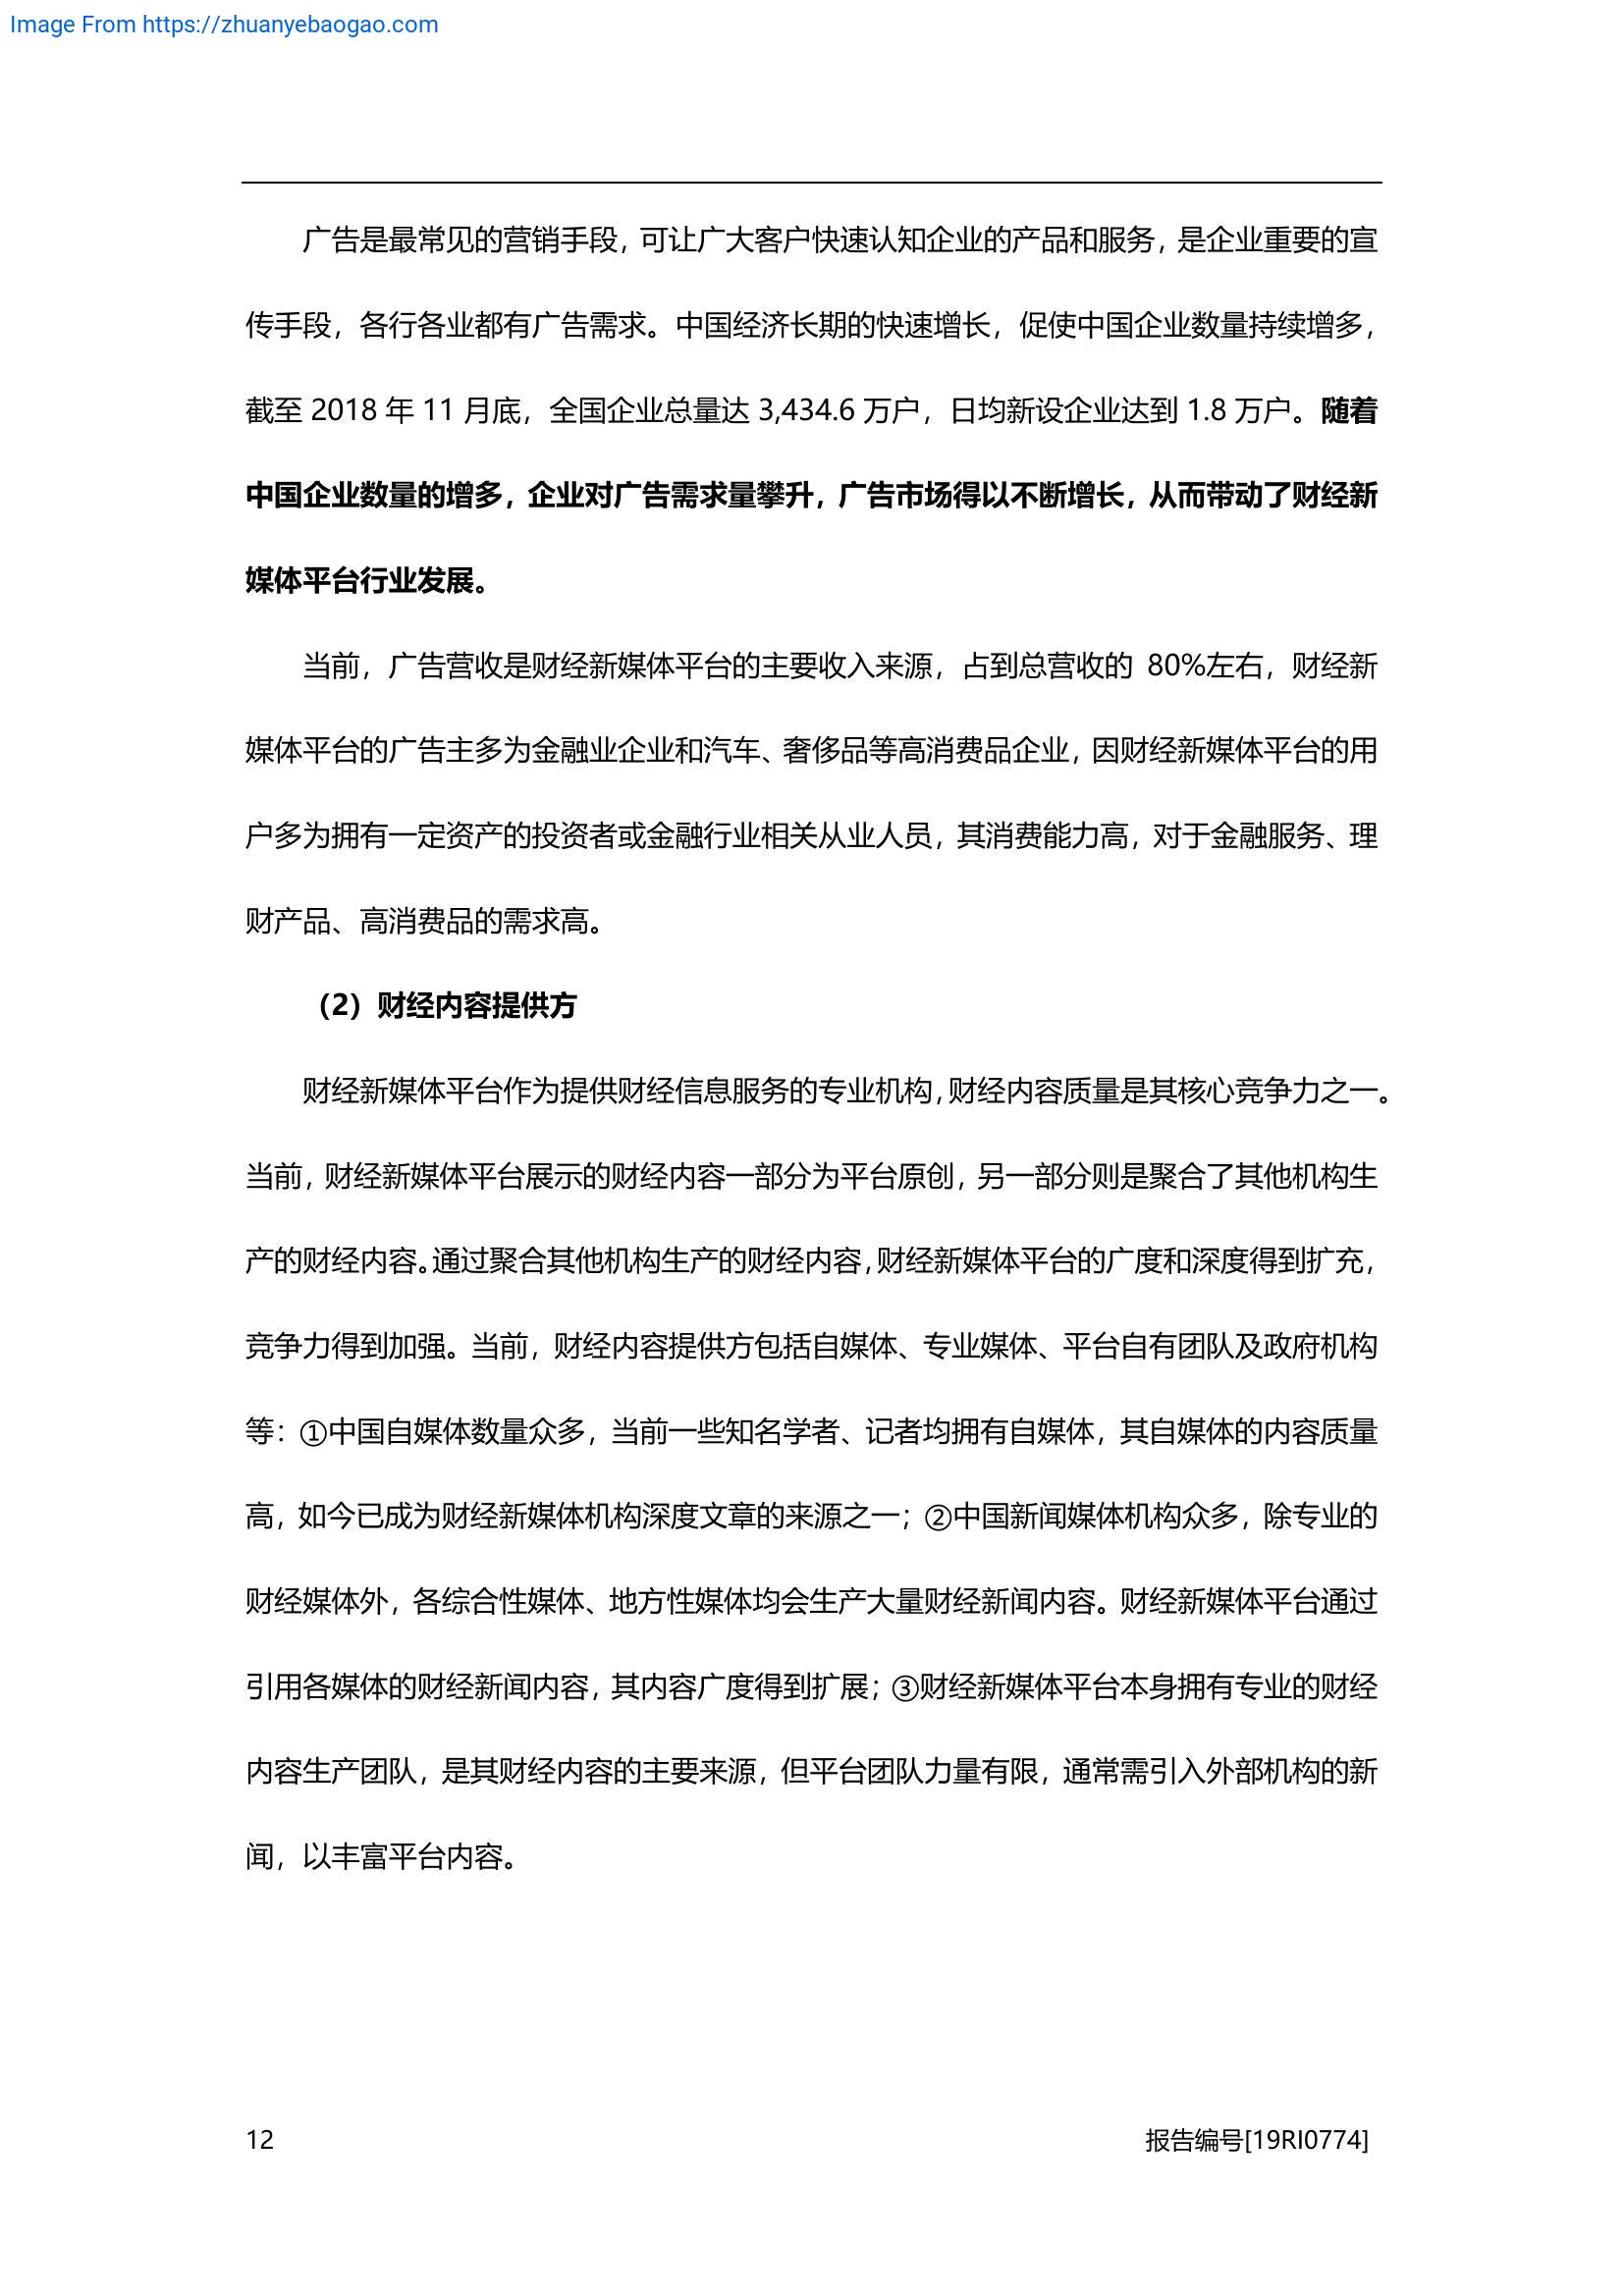 Image From https://zhuanyebaogao.com
广告是最常见的营销手段，可让广大客户快速认知企业的产品和服务，是企业重要的宣
传手段，各行各业都有广告需求。中国经济长期的快速增长，促使中国企业数量持续增多，
截至 2018 年 11 月底，全国企业总量达 3,434.6 万户，日均新设企业达到 1.8 万户。随着
中国企业数量的增多，企业对广告需求量攀升，广告市场得以不断增长，从而带动了财经新
媒体平台行业发展。
当前，广告营收是财经新媒体平台的主要收入来源，占到总营收的 80%左右，财经新
媒体平台的广告主多为金融业企业和汽车、奢侈品等高消费品企业，因财经新媒体平台的用
户多为拥有一定资产的投资者或金融行业相关从业人员，其消费能力高，对于金融服务、理
财产品、高消费品的需求高。
（2）财经内容提供方
财经新媒体平台作为提供财经信息服务的专业机构，财经内容质量是其核心竞争力之一。
当前，财经新媒体平台展示的财经内容一部分为平台原创，另一部分则是聚合了其他机构生
产的财经内容。通过聚合其他机构生产的财经内容，财经新媒体平台的广度和深度得到扩充，
竞争力得到加强。当前，财经内容提供方包括自媒体、专业媒体、平台自有团队及政府机构
等：①中国自媒体数量众多，当前一些知名学者、记者均拥有自媒体，其自媒体的内容质量
高，如今已成为财经新媒体机构深度文章的来源之一；②中国新闻媒体机构众多，除专业的
财经媒体外，各综合性媒体、地方性媒体均会生产大量财经新闻内容。财经新媒体平台通过
引用各媒体的财经新闻内容，其内容广度得到扩展；③财经新媒体平台本身拥有专业的财经
内容生产团队，是其财经内容的主要来源，但平台团队力量有限，通常需引入外部机构的新
闻，以丰富平台内容。
12 报告编号[19RI0774]